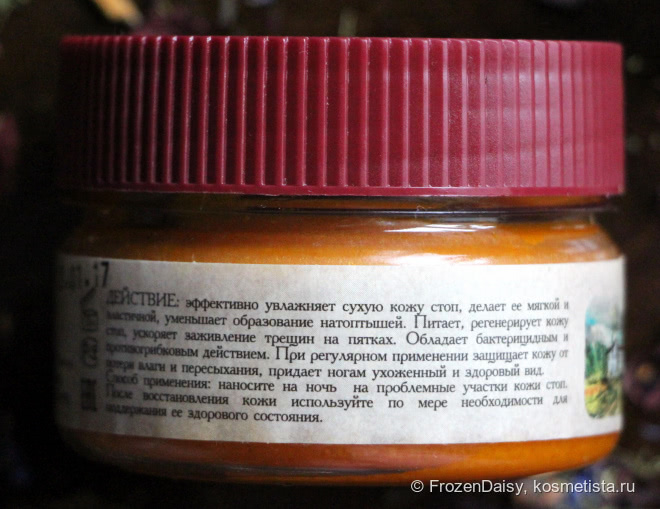 .01.17
ДЕЙСТВИЕ: эффективно увлажняет сухую кожу стоп, делает ее мягкой и
эластичной, уменьшает образование натоптышей. Питает, регенерирует кожу
стоп, ускоряет заживление трещин на пятках. Обладает бактерицидным и
противогрибковым действием. При регулярном применении защищает кожу от
потери влаги и пересыхания, придает ногам ухоженный и здоровый вид.
Способ применения: наносите на ночь на проблемные участки кожи стоп.
После восстановления кожи используйте по мере необходимости для
поддержания ее здорового состояния.
© FrozenDaisy, kosmetista.ru